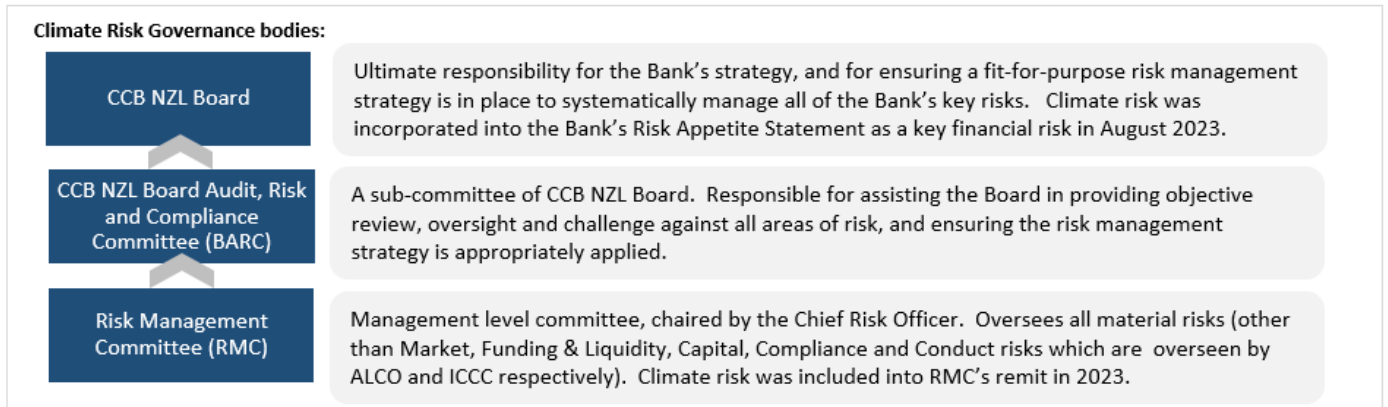 Climate Risk Governance bodies:
CCB NZL Board
Ultimate responsibility for the Bank's strategy, and for ensuring a fit-for-purpose risk management
strategy is in place to systematically manage all of the Bank's key risks.   Climate risk was
incorporated into the Bank's Risk Appetite Statement as a key financial risk in August 2023.
CCB NZL Board Audit, Risk
and Compliance
Committee (BARC)
A sub-committee of CCB NZL Board.  Responsible for assisting the Board in providing objective
review, oversight and challenge against all areas of risk, and ensuring the risk management
strategy is appropriately applied.
Risk Management
Committee (RMC)
Management level committee, chaired by the Chief Risk Officer.  Oversees all material risks (other
than Market, Funding & Liquidity, Capital, Compliance and Conduct risks which are  overseen by
ALCO and ICCC respectively).  Climate risk was included into RMC's remit in 2023.